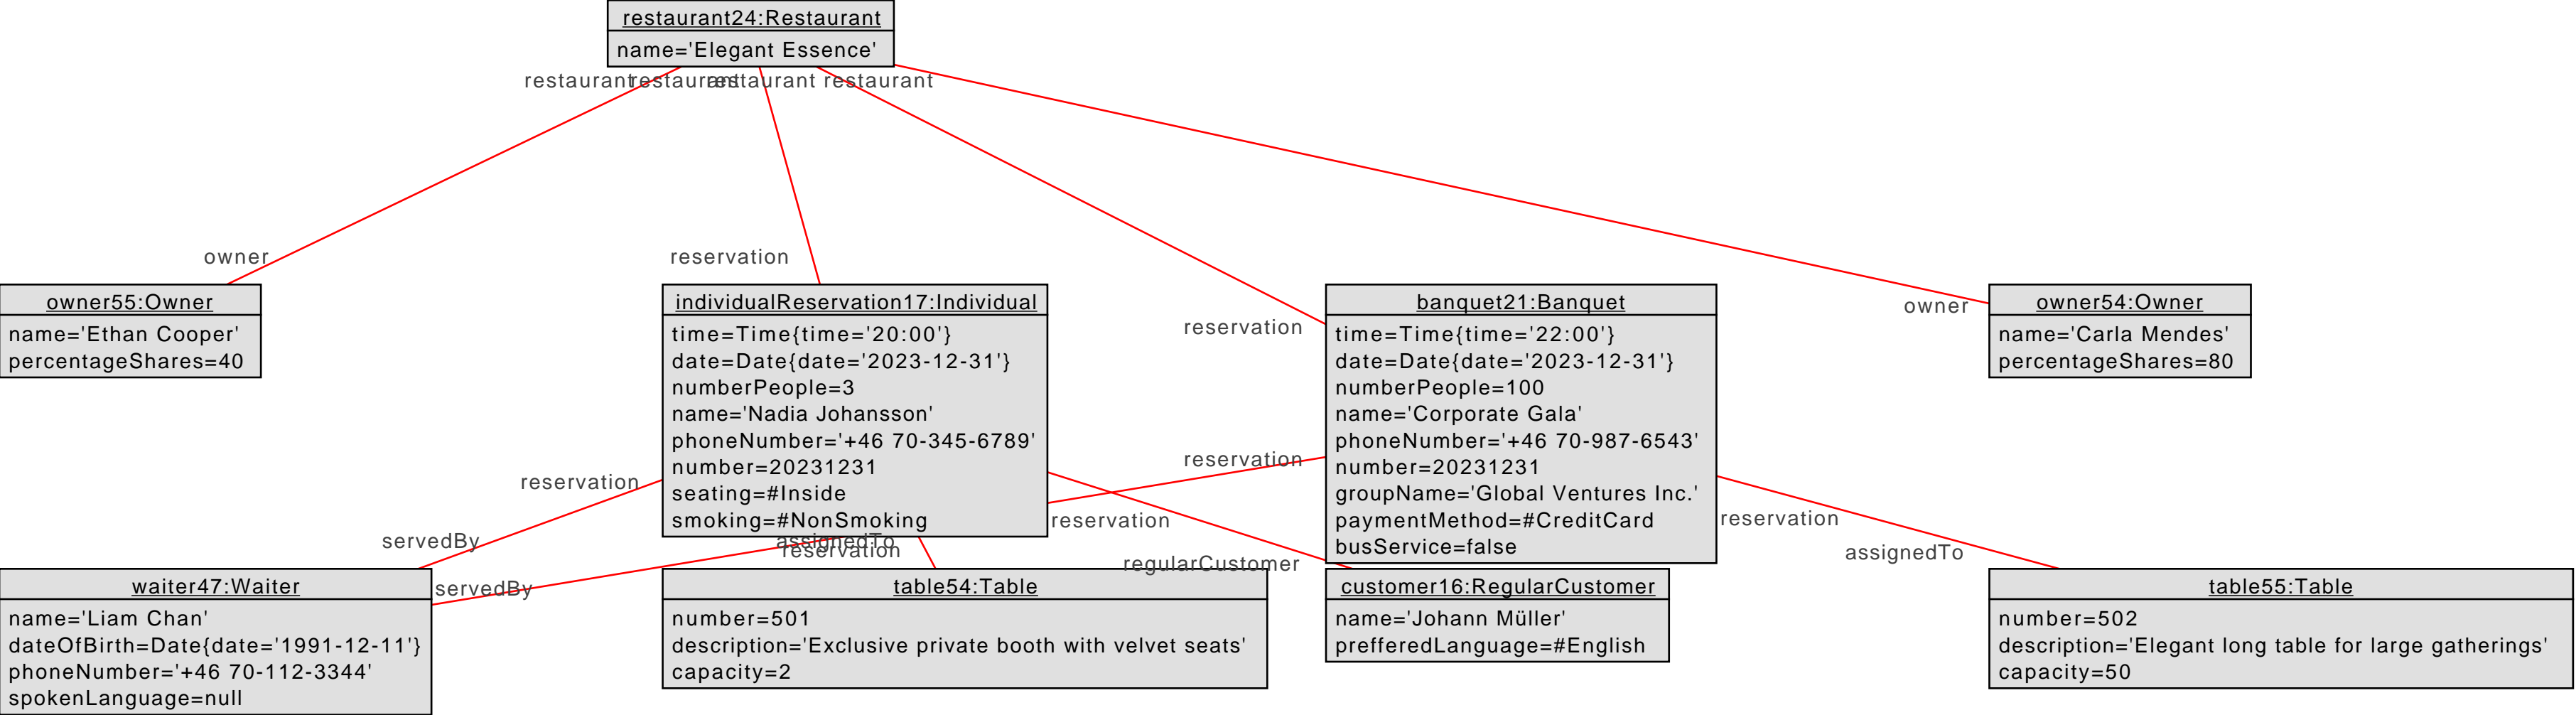 restaurant24:Restaurant
name='Elegant Essence'
restaurant
restaurant
restaurant
restaurant
owner
reservation
reservation
owner
owner55:Owner
name='Ethan Cooper'
percentageShares=40
individualReservation17:Individual
time=Time{time='20:00'}
date=Date{date='2023-12-31'}
numberPeople=3
name='Nadia Johansson'
phoneNumber='+46 70-345-6789'
number=20231231
seating=#Inside
smoking=#NonSmoking
banquet21:Banquet
time=Time{time='22:00'}
date=Date{date='2023-12-31'}
numberPeople=100
name='Corporate Gala'
phoneNumber='+46 70-987-6543'
number=20231231
groupName='Global Ventures Inc.'
paymentMethod=#CreditCard
busService=false
owner54:Owner
name='Carla Mendes'
percentageShares=80
reservation
reservation
reservation
reservation
servedBy
assignedTo
reservation
assignedTo
regularCustomer
servedBy
waiter47:Waiter
name='Liam Chan'
dateOfBirth=Date{date='1991-12-11'}
phoneNumber='+46 70-112-3344'
spokenLanguage=null
table54:Table
number=501
description='Exclusive private booth with velvet seats'
capacity=2
customer16:RegularCustomer
name='Johann Müller'
prefferedLanguage=#English
table55:Table
number=502
description='Elegant long table for large gatherings'
capacity=50